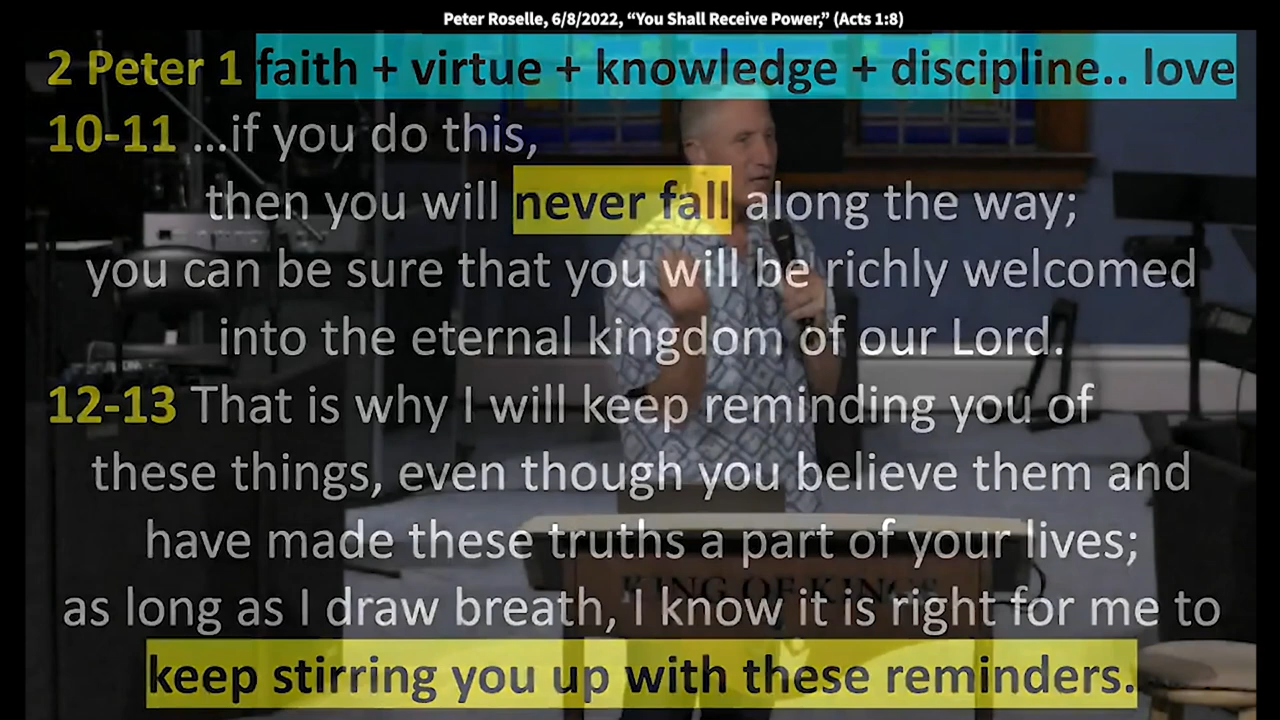 Peter Roselle, 6/8/2022, “You Shall Receive Power,” (Acts 1:8)
2 Peter 1 faith + virtue + knowledge + discipline.. love
10-11 ...if you do this,
then you will never fall along the way;
you can be sure that you will be richly welcomed
into the eternal kingdom of our Lord.
12-13 That is why I will keep reminding you of
these things, even though you believe them and
have made these truths a part of your lives;
as long as I draw breath, I know it is right for me to
keep stirring you up with these reminders.
KING OF KINGS